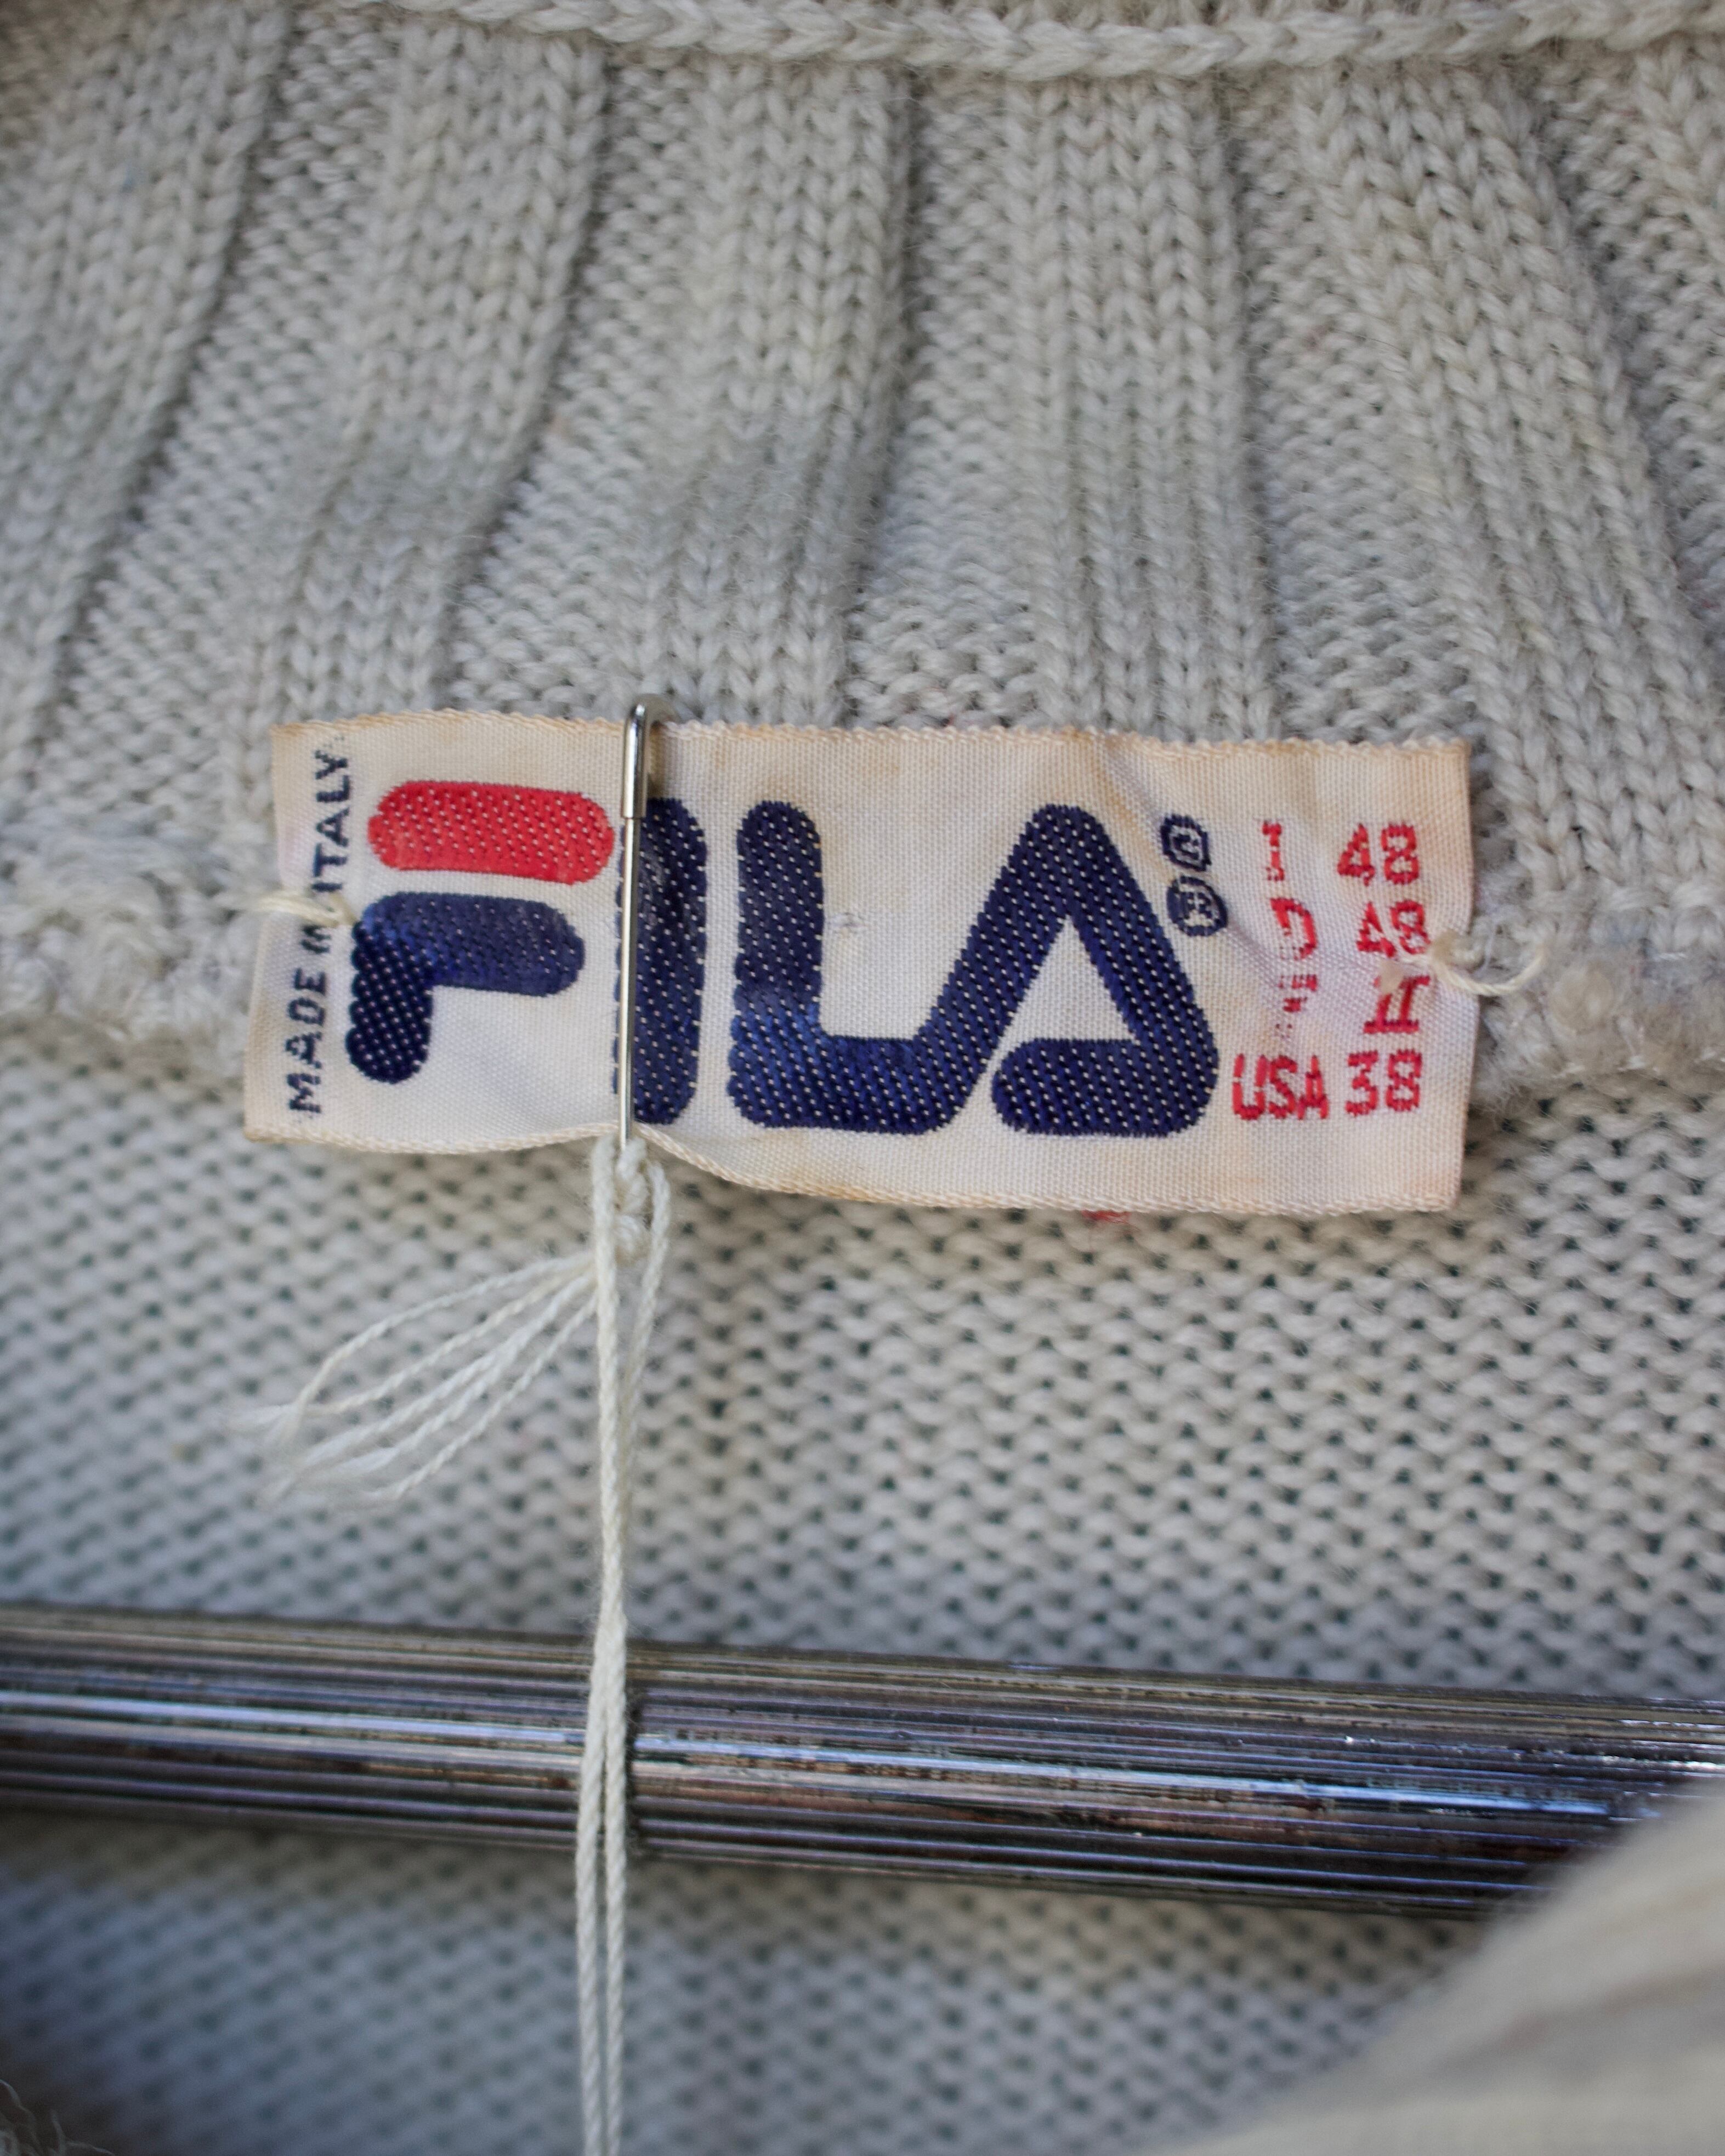 MADE IN ITALY
FILA
I 48
D 48
II
USA 38